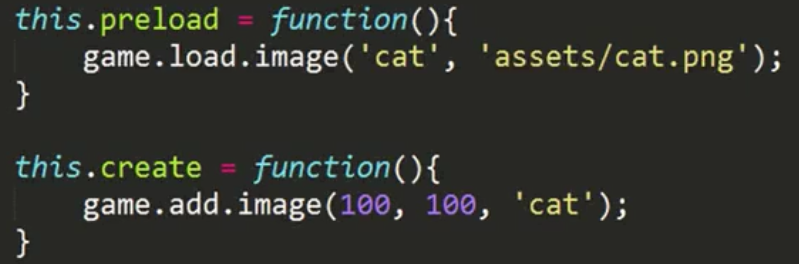 this.preload = function(){
    game.load.image('cat', 'assets/cat.png');
}

this.create = function(){
    game.add.image(100, 100, 'cat');
}